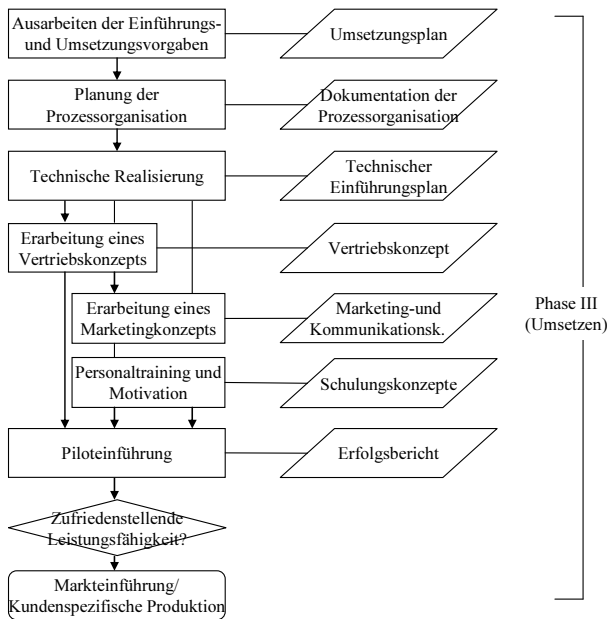 Ausarbeiten der Einführungs-
und Umsetzungsvorgaben
Umsetzungsplan
Planung der
Prozessorganisation
Dokumentation der
Prozessorganisation
Technische Realisierung
Technischer
Einführungsplan
Erarbeitung eines
Vertriebskonzepts
Vertriebskonzept
Erarbeitung eines
Marketingkonzepts
Marketing-und
Kommunikationsk.
Phase III
(Umsetzen)
Personaltraining und
Motivation
Schulungskonzepte
Piloteinführung
Erfolgsbericht
Zufriedenstellende
Leistungsfähigkeit?
Markteinführung/
Kundenspezifische Produktion